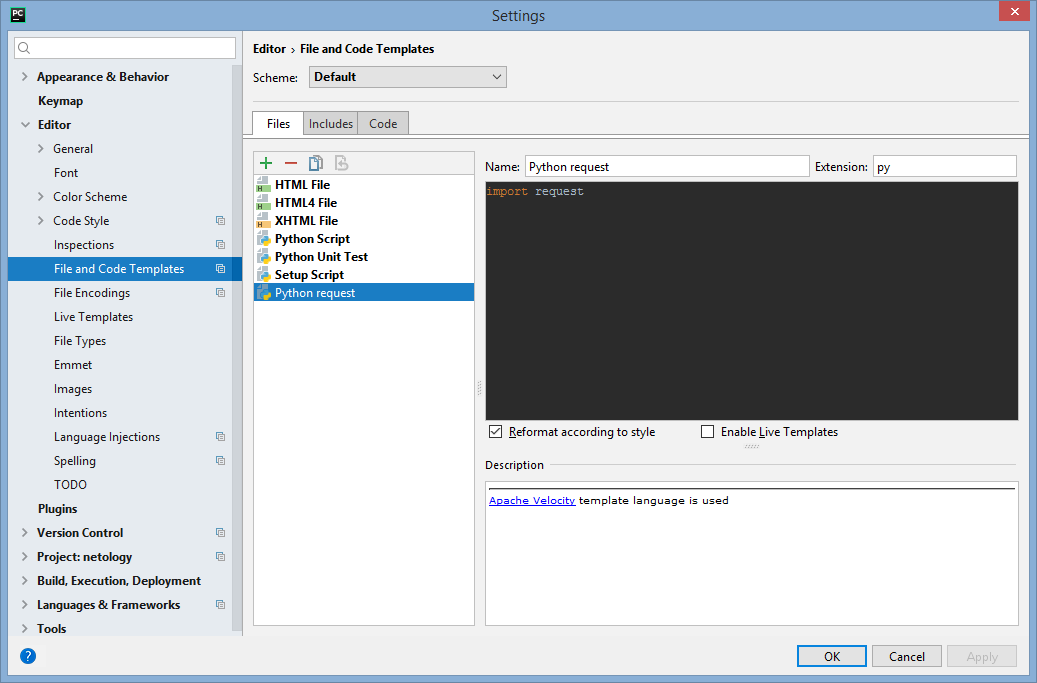 PC
Settings
Appearance & Behavior
Keymap
Editor
General
Font
Color Scheme
Code Style
Inspections
File and Code Templates
File Encodings
Live Templates
File Types
Emmet
Images
Intentions
Language Injections
Spelling
TODO
Plugins
Version Control
Project: netology
Build, Execution, Deployment
Languages & Frameworks
Tools
?
Editor › File and Code Templates
Scheme: Default
Files Includes Code
HTML File
HTML4 File
XHTML File
Python Script
Python Unit Test
Setup Script
Python request
Name: Python request Extension: py
import request
Reformat according to style Enable Live Templates
Description
Apache Velocity template language is used
OK Cancel Apply